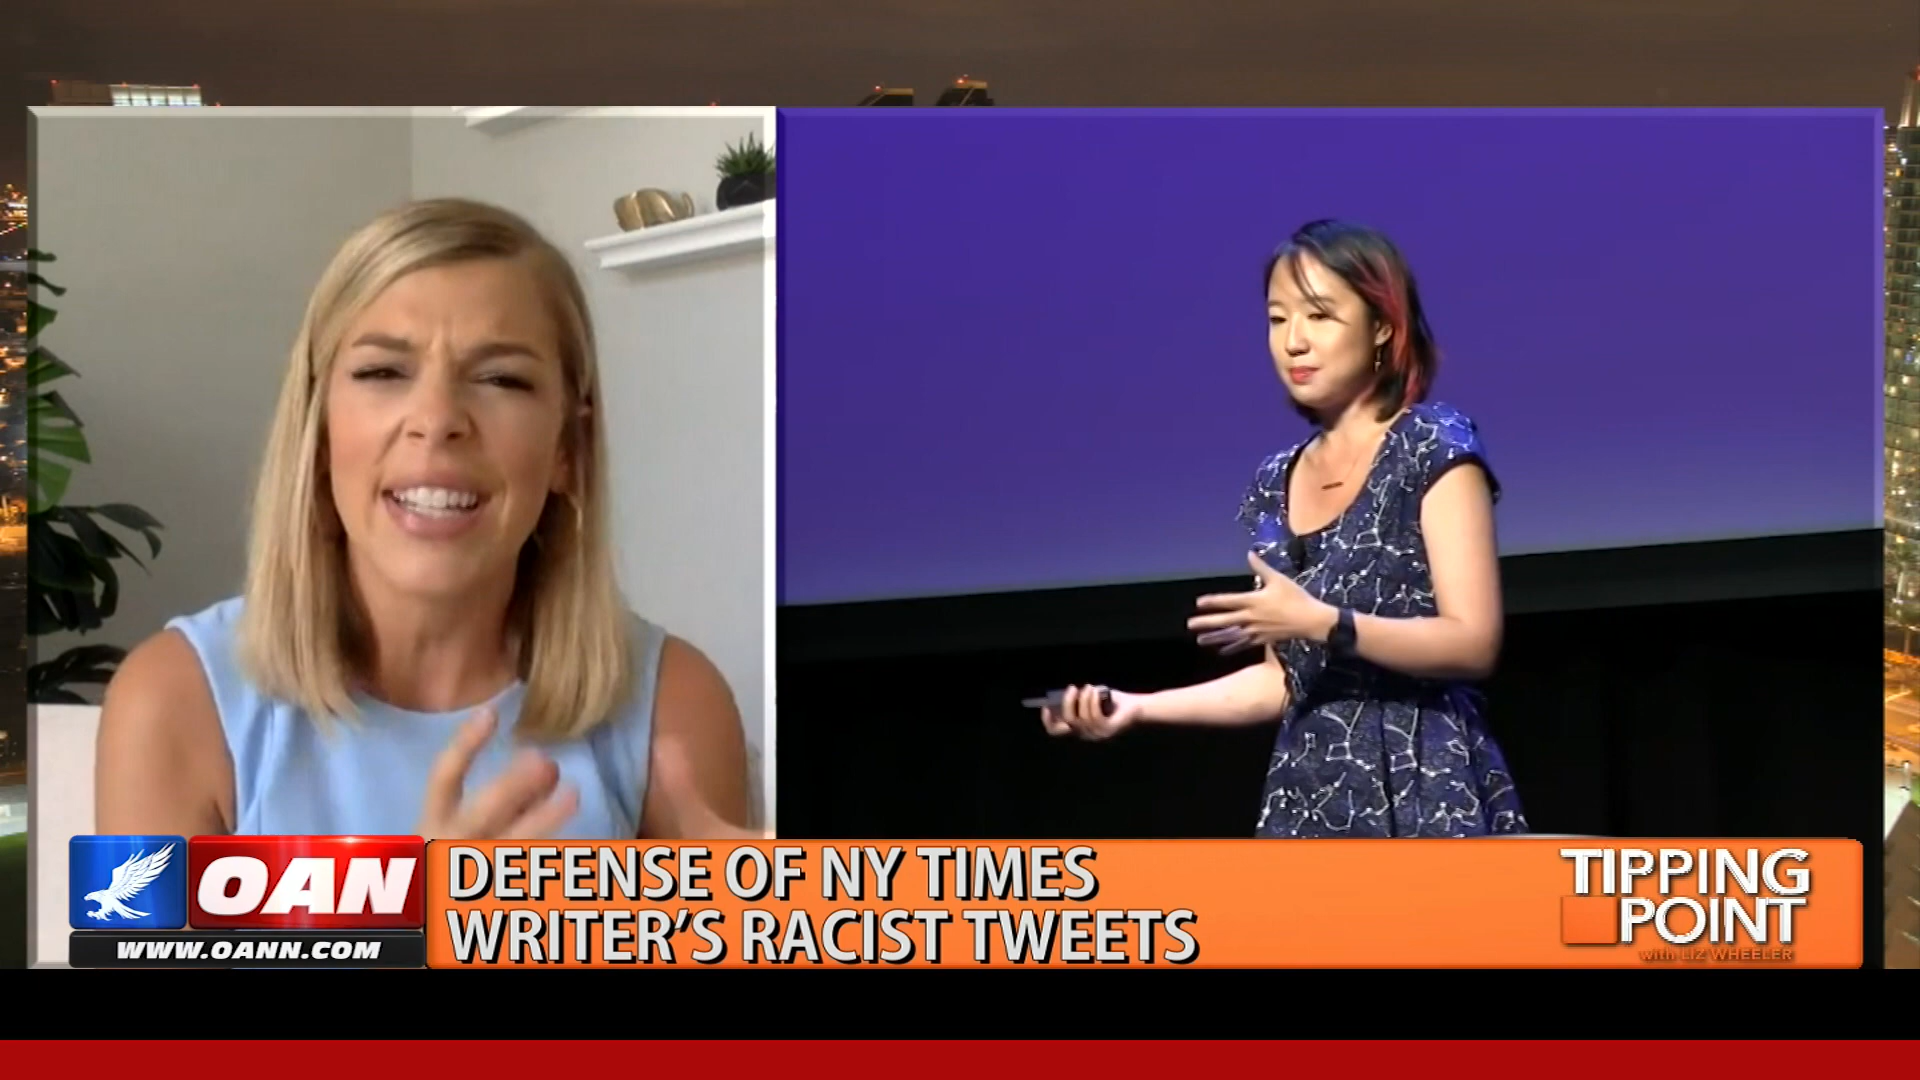 OAN
WWW.OANN.COM
DEFENSE OF NY TIMES
WRITER'S RACIST TWEETS
TIPPING
POINT
with LIZ WHEELER